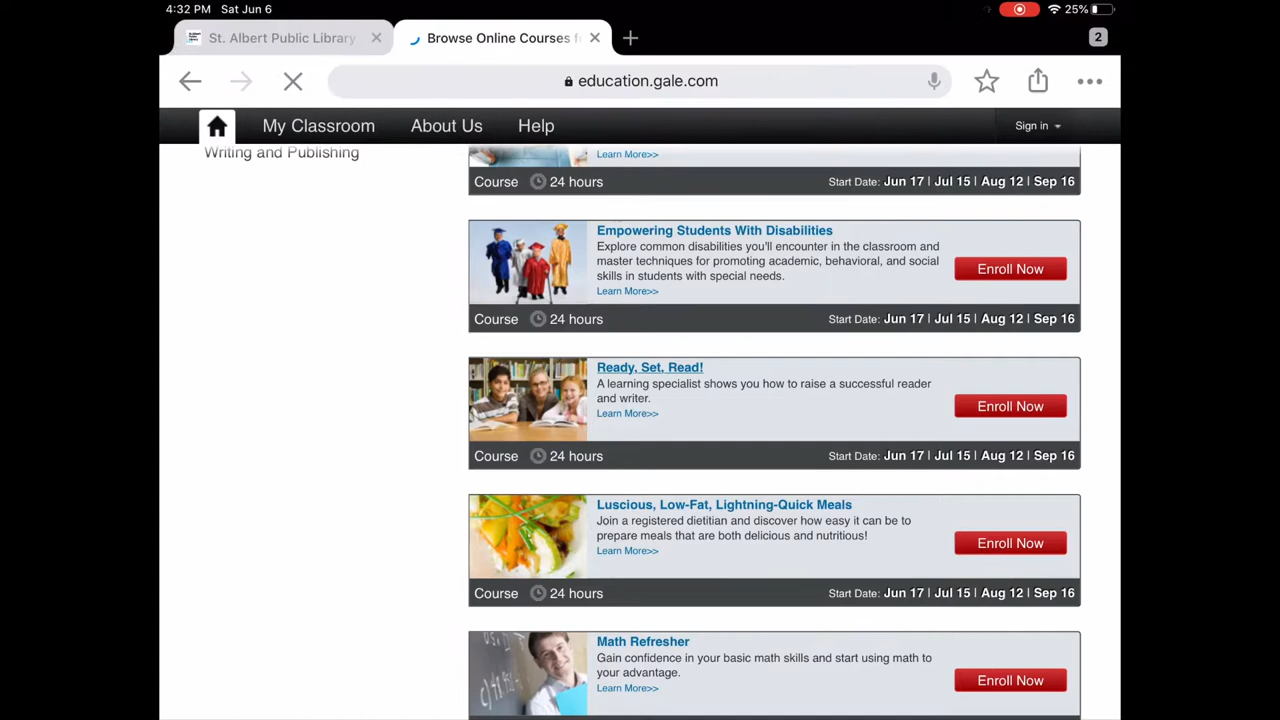 4:32 PM Sat Jun 6
25%
St. Albert Public Library
Browse Online Courses f
2
education.gale.com
My Classroom
About Us
Help
Sign in
Writing and Publishing
Learn More>>
Course 24 hours
Start Date: Jun 17 | Jul 15 | Aug 12 | Sep 16
Empowering Students With Disabilities
Explore common disabilities you'll encounter in the classroom and
master techniques for promoting academic, behavioral, and social
skills in students with special needs.
Learn More>>
Enroll Now
Course 24 hours
Start Date: Jun 17 | Jul 15 | Aug 12 | Sep 16
Ready, Set, Read!
A learning specialist shows you how to raise a successful reader
and writer.
Learn More>>
Enroll Now
Course 24 hours
Start Date: Jun 17 | Jul 15 | Aug 12 | Sep 16
Luscious, Low-Fat, Lightning-Quick Meals
Join a registered dietitian and discover how easy it can be to
prepare meals that are both delicious and nutritious!
Learn More>>
Enroll Now
Course 24 hours
Start Date: Jun 17 | Jul 15 | Aug 12 | Sep 16
Math Refresher
Gain confidence in your basic math skills and start using math to
your advantage.
Learn More>>
Enroll Now